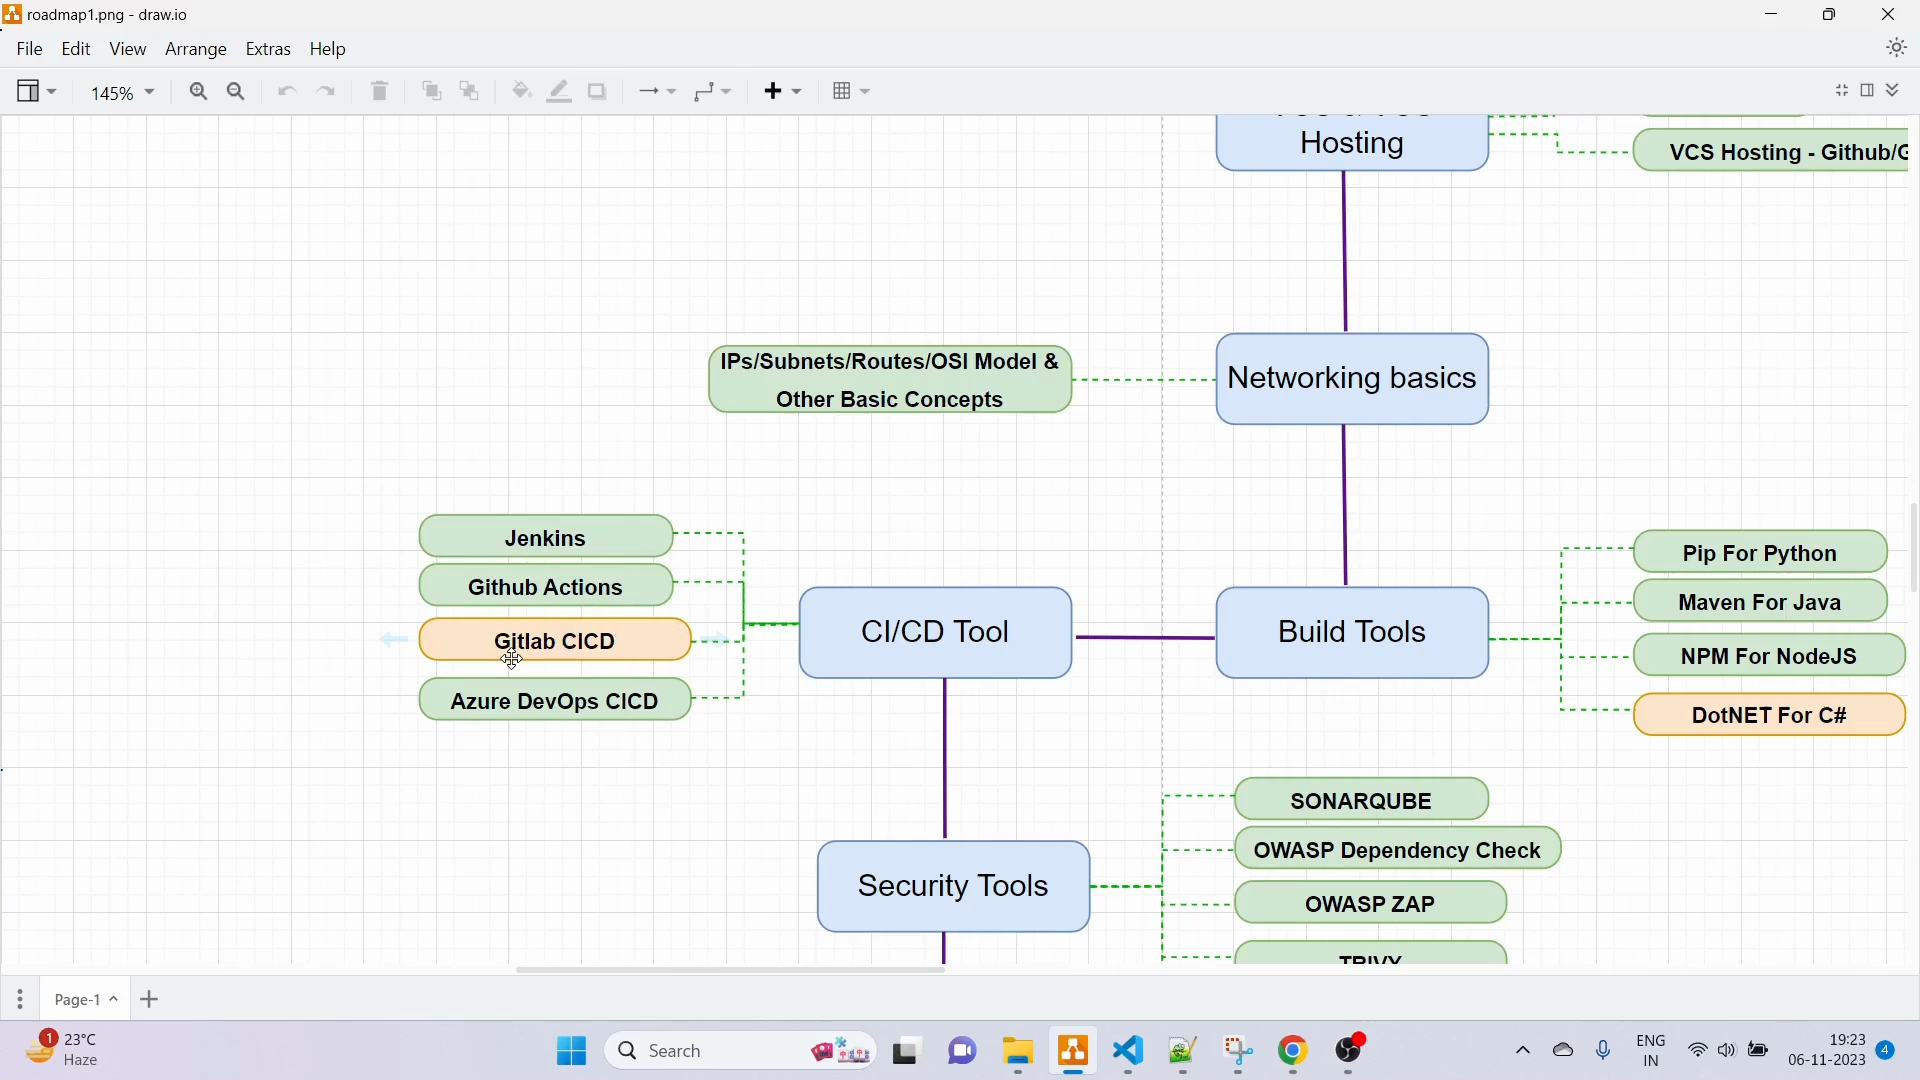 roadmap1.png - draw.io
File Edit View Arrange Extras Help
145%
Hosting
VCS Hosting - Github/G
IPs/Subnets/Routes/OSI Model &
Other Basic Concepts
Networking basics
Jenkins
Github Actions
Gitlab CICD
Azure DevOps CICD
CI/CD Tool
Build Tools
Pip For Python
Maven For Java
NPM For NodeJS
DotNET For C#
Security Tools
SONARQUBE
OWASP Dependency Check
OWASP ZAP
TRIVY
Page-1
1
23°C
Haze
Search
ENG
IN
19:23
06-11-2023
4